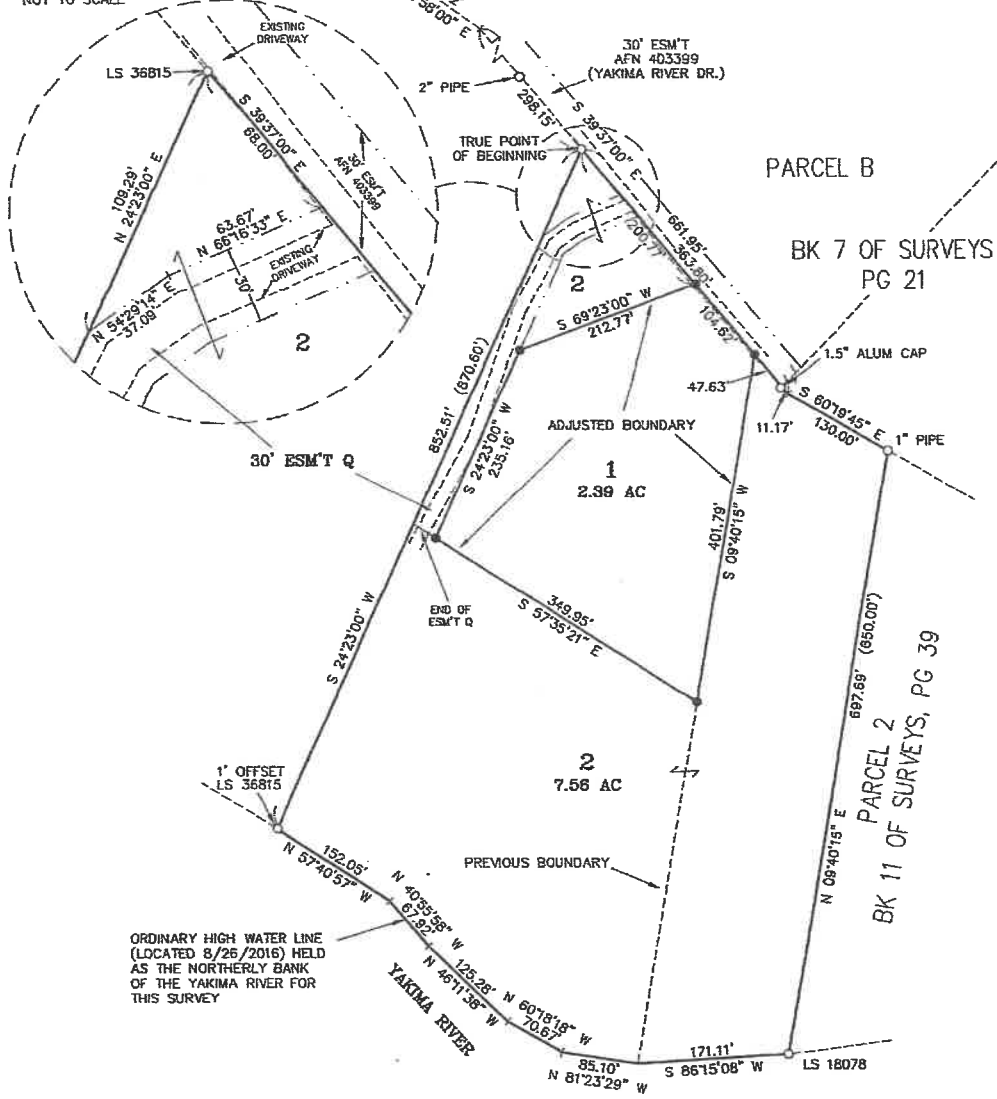 NOT TO SCALE
58'00" E
EXISTING
DRIVEWAY
LS 36815
S 39°37'00" E
68.00'
30' ESM'T
AFN 403399
109.29'
N 24°23'00" E
63.67'
N 66°16'33" E
EXISTING
DRIVEWAY
30'
N 54°29'14" E
37.09'
2
30' ESM'T
AFN 403399
(YAKIMA RIVER DR.)
2" PIPE
298.15'
S 39°37'00" E
TRUE POINT
OF BEGINNING
661.95'
PARCEL B
BK 7 OF SURVEYS
PG 21
200.77'
363.80'
104.62'
2
S 69°23'00" W
212.77'
1.5" ALUM CAP
47.63
11.17'
S 60°19'45" E
130.00'
1" PIPE
852.51'
(870.60')
S 24°23'00" W
235.16'
ADJUSTED BOUNDARY
1
2.39 AC
401.79'
S 09°40'15" W
30' ESM'T Q
END OF
ESM'T Q
349.95'
S 57°35'21" E
S 24°23'00" W
697.69'
(650.00')
N 09°40'15" E
PARCEL 2
BK 11 OF SURVEYS, PG 39
2
7.56 AC
1' OFFSET
LS 36815
PREVIOUS BOUNDARY
152.05'
N 57°40'57" W
N 40°55'58" W
67.92'
125.28'
N 46°11'38" W
N 60°18'18" W
70.67'
85.10'
N 81°23'29" W
171.11'
S 86°15'08" W
LS 18078
ORDINARY HIGH WATER LINE
(LOCATED 8/26/2016) HELD
AS THE NORTHERLY BANK
OF THE YAKIMA RIVER FOR
THIS SURVEY
YAKIMA RIVER